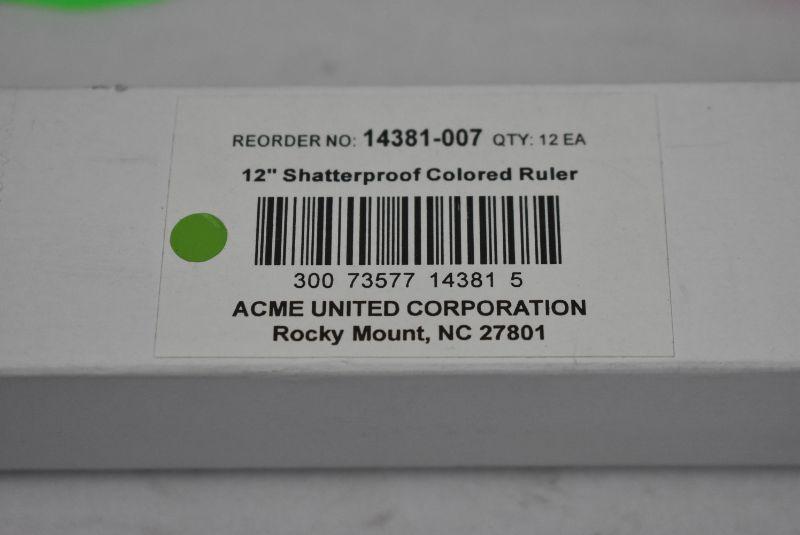 REORDER NO: 14381-007 QTY: 12 EA
12" Shatterproof Colored Ruler
300 73577 14381 5
ACME UNITED CORPORATION
Rocky Mount, NC 27801